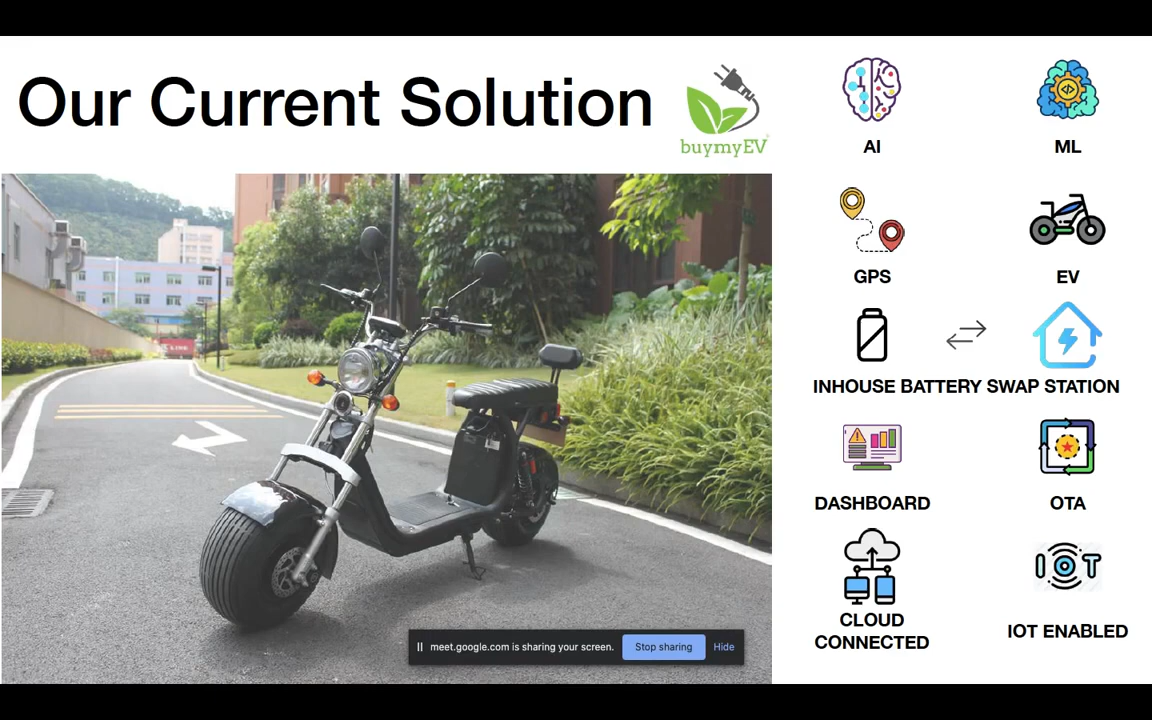 Our Current Solution
buymyEV
AI
ML
GPS
EV
INHOUSE BATTERY SWAP STATION
DASHBOARD
OTA
CLOUD
CONNECTED
IOT
IOT ENABLED
meet.google.com is sharing your screen.
Stop sharing
Hide